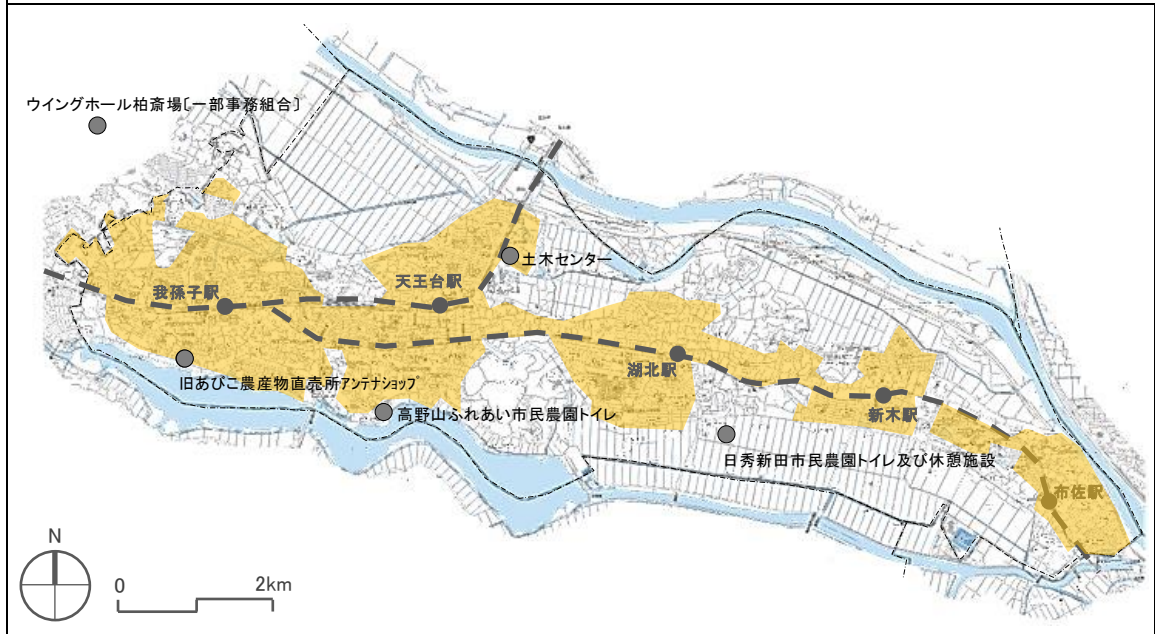 ウイングホール柏斎場〔一部事務組合〕
土木センター
天王台駅
我孫子駅
湖北駅
旧あびこ農産物直売所アンテナショップ
新木駅
高野山ふれあい市民農園トイレ
日秀新田市民農園トイレ及び休憩施設
布佐駅
N
0 2km